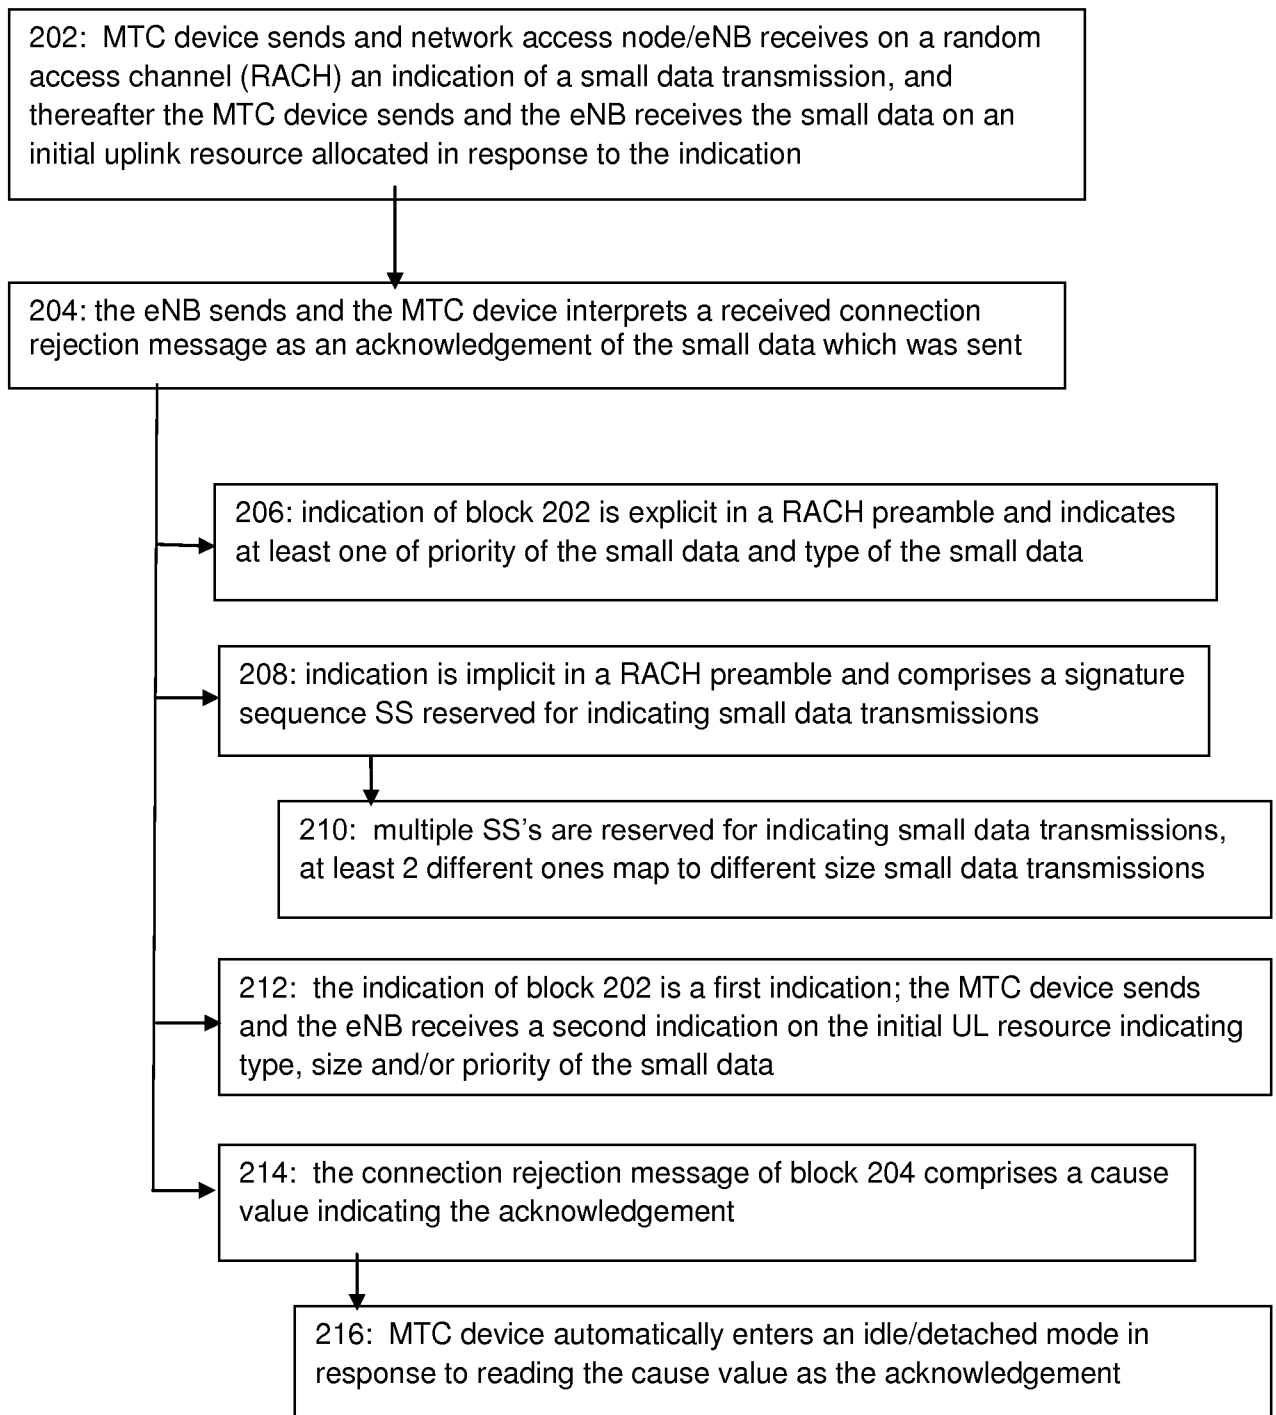 202:  MTC device sends and network access node/eNB receives on a random
access channel (RACH) an indication of a small data transmission, and
thereafter the MTC device sends and the eNB receives the small data on an
initial uplink resource allocated in response to the indication
204: the eNB sends and the MTC device interprets a received connection
rejection message as an acknowledgement of the small data which was sent
206: indication of block 202 is explicit in a RACH preamble and indicates
at least one of priority of the small data and type of the small data
208: indication is implicit in a RACH preamble and comprises a signature
sequence SS reserved for indicating small data transmissions
210:  multiple SS’s are reserved for indicating small data transmissions,
at least 2 different ones map to different size small data transmissions
212:  the indication of block 202 is a first indication; the MTC device sends
and the eNB receives a second indication on the initial UL resource indicating
type, size and/or priority of the small data
214:  the connection rejection message of block 204 comprises a cause
value indicating the acknowledgement
216:  MTC device automatically enters an idle/detached mode in
response to reading the cause value as the acknowledgement